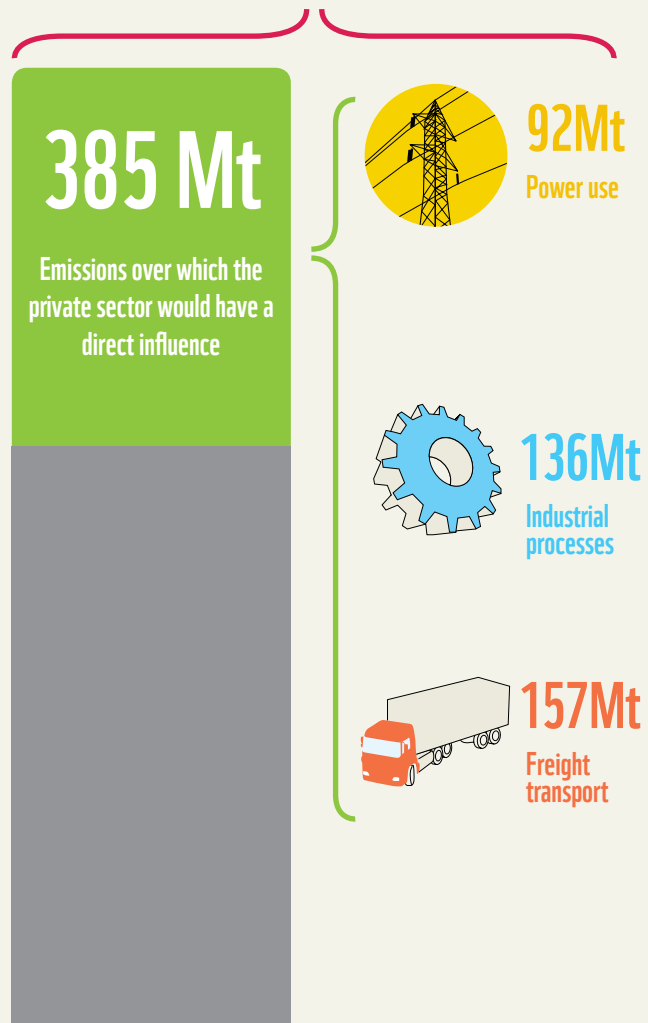 385 Mt
Emissions over which the
private sector would have a
direct influence
92Mt
Power use
136Mt
Industrial
processes
157Mt
Freight
transport